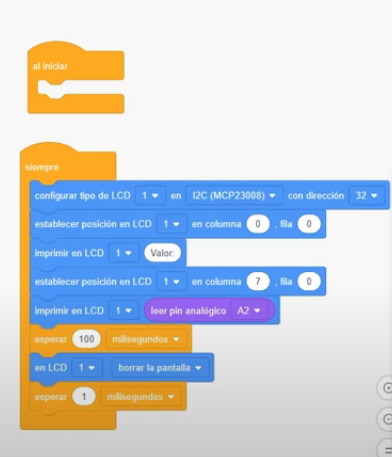 al iniciar
siempre
configurar tipo de LCD 1 en I2C (MCP23008) con dirección 32
establecer posición en LCD 1 en columna 0 , fila 0
imprimir en LCD 1 Valor:
establecer posición en LCD 1 en columna 7 , fila 0
imprimir en LCD 1 leer pin analógico A2
esperar 100 milisegundos
en LCD 1 borrar la pantalla
esperar 1 milisegundos